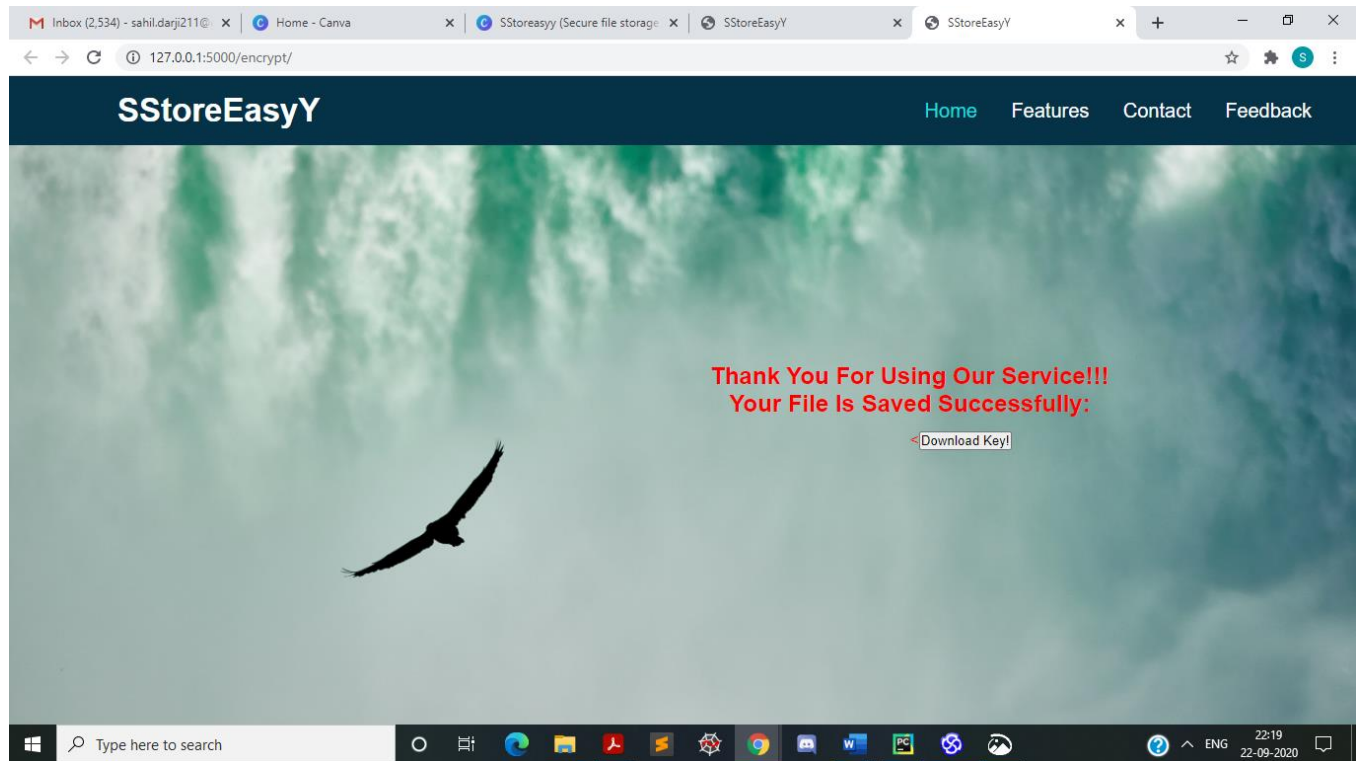 Inbox (2,534) - sahil.darji211@
Home - Canva
SStoreasyy (Secure file storage
SStoreEasyY
SStoreEasyY
127.0.0.1:5000/encrypt/
S
SStoreEasyY
Home Features Contact Feedback
Thank You For Using Our Service!!!
Your File Is Saved Successfully:
<Download Key!
Type here to search
ENG
22:19
22-09-2020